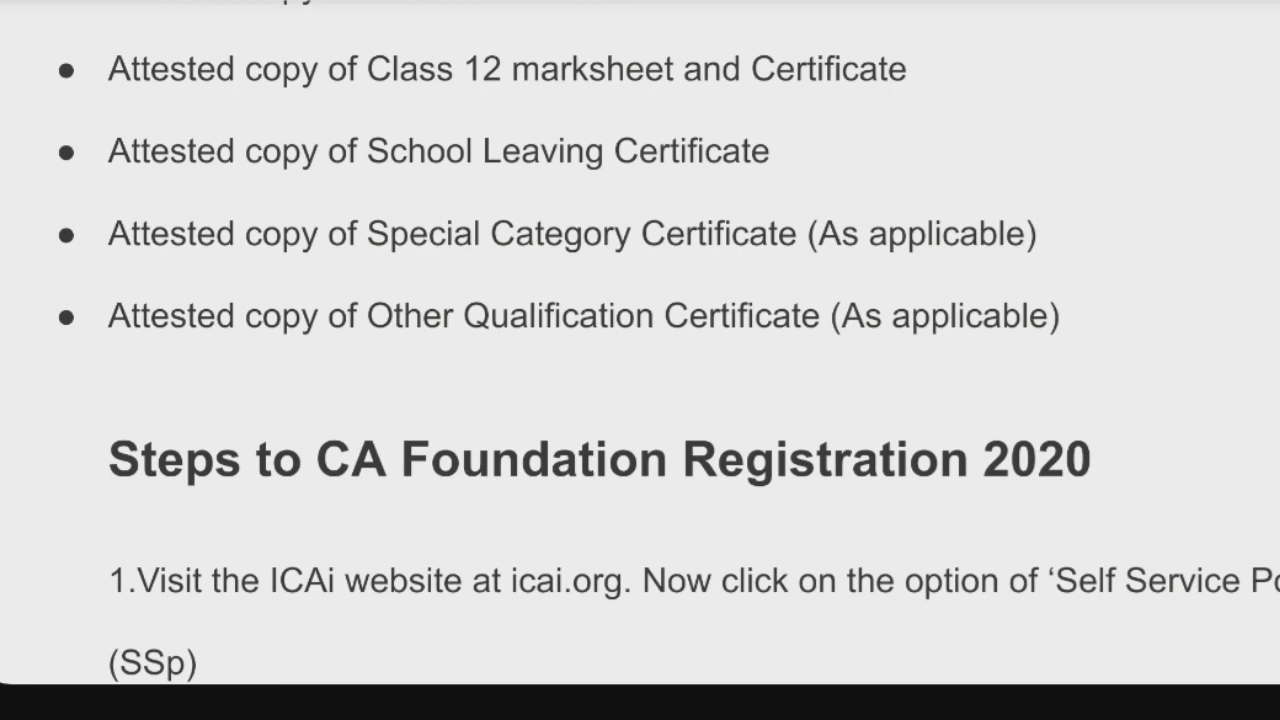 ● Attested copy of Class 12 marksheet and Certificate
● Attested copy of School Leaving Certificate
● Attested copy of Special Category Certificate (As applicable)
● Attested copy of Other Qualification Certificate (As applicable)
Steps to CA Foundation Registration 2020
1.Visit the ICAi website at icai.org. Now click on the option of ‘Self Service
(SSp)